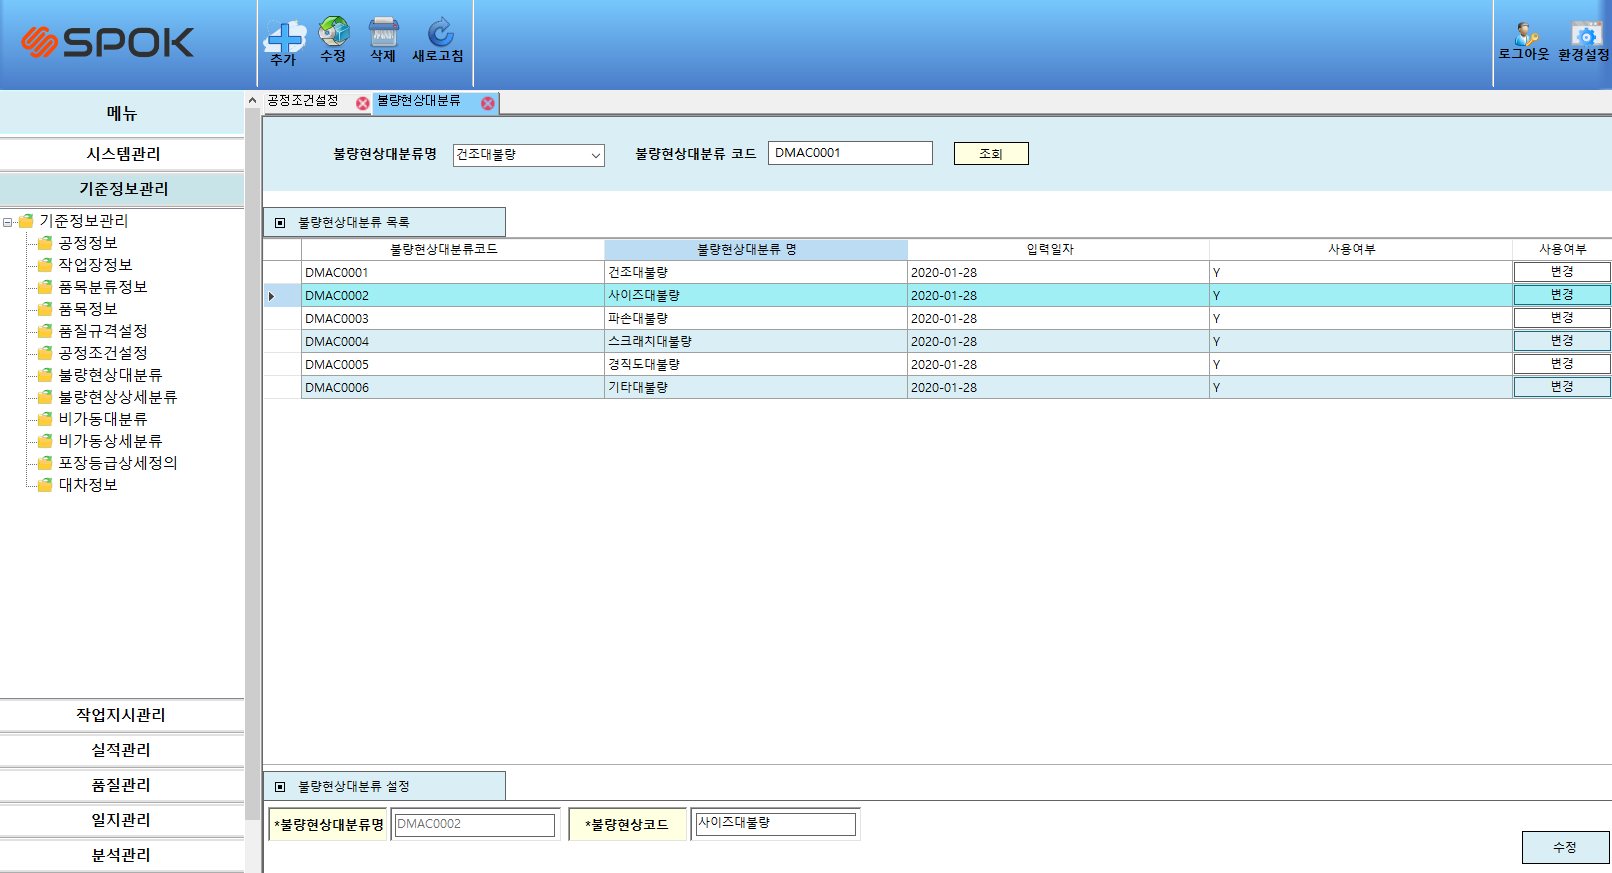 SPOK
추가 수정 삭제 새로고침
로그아웃 환경설정
메뉴
시스템관리
기준정보관리
기준정보관리
공정정보
작업장정보
품목분류정보
품목정보
품질규격설정
공정조건설정
불량현상대분류
불량현상상세분류
비가동대분류
비가동상세분류
포장등급상세정의
대차정보
작업지시관리
실적관리
품질관리
일지관리
분석관리
공정조건설정 불량현상대분류
불량현상대분류명 건조대불량 불량현상대분류 코드 DMAC0001 조회
불량현상대분류 목록
불량현상대분류코드 불량현상대분류 명 입력일자 사용여부 사용여부
DMAC0001 건조대불량 2020-01-28 Y 변경
DMAC0002 사이즈대불량 2020-01-28 Y 변경
DMAC0003 파손대불량 2020-01-28 Y 변경
DMAC0004 스크래치대불량 2020-01-28 Y 변경
DMAC0005 경직도대불량 2020-01-28 Y 변경
DMAC0006 기타대불량 2020-01-28 Y 변경
불량현상대분류 설정
*불량현상대분류명 DMAC0002 *불량현상코드 사이즈대불량
수정